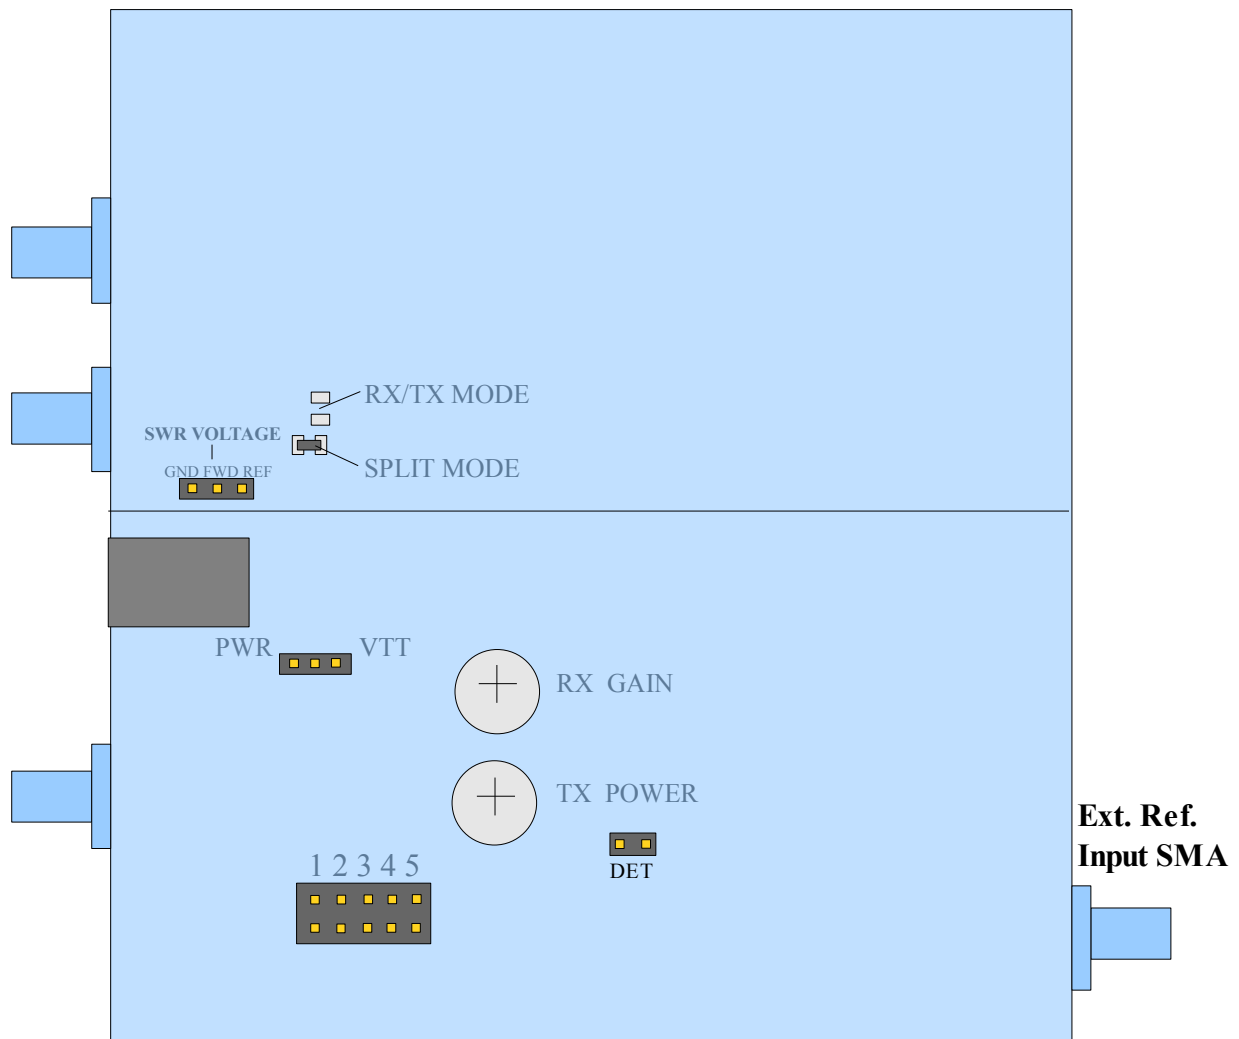 RX/TX MODE
SWR VOLTAGE
GND FWD REF
SPLIT MODE
PWR
VTT
RX GAIN
TX POWER
DET
1 2 3 4 5
Ext. Ref.
Input SMA